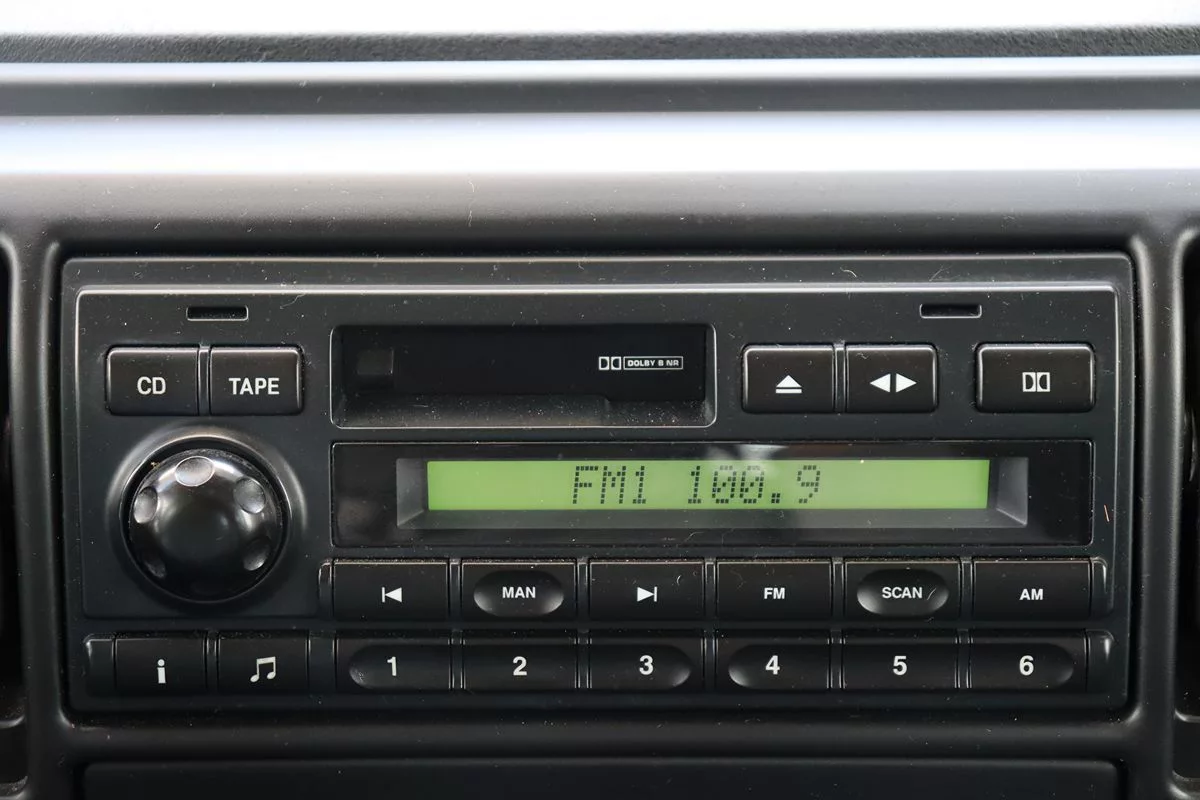 CD TAPE
DOLBY B NR
FM1 100.9
MAN FM SCAN AM
i 1 2 3 4 5 6